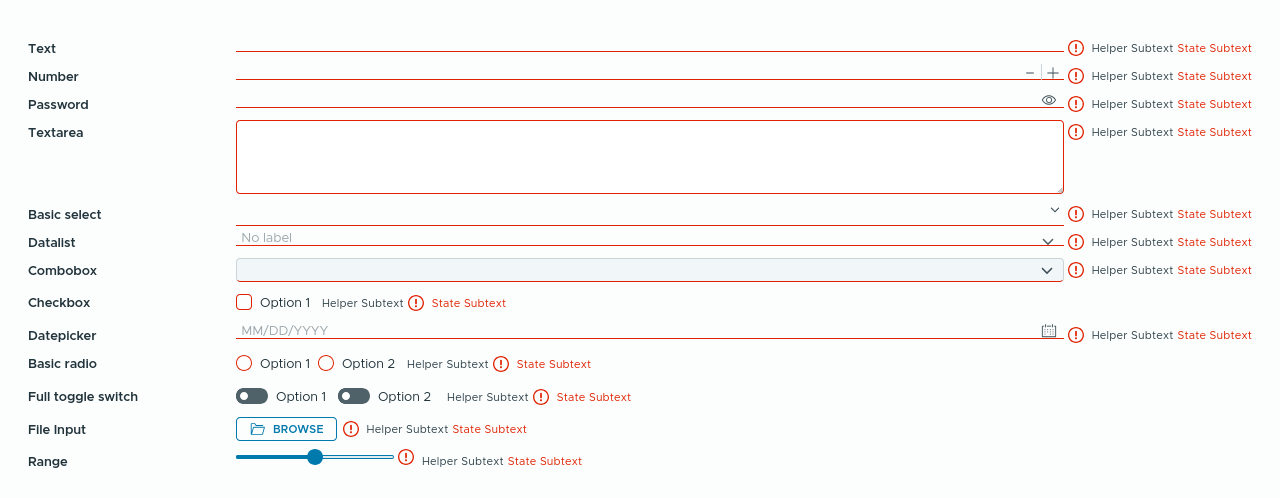 Text Helper Subtext State Subtext
Number Helper Subtext State Subtext
Password Helper Subtext State Subtext
Textarea Helper Subtext State Subtext
Basic select Helper Subtext State Subtext
Datalist No label Helper Subtext State Subtext
Combobox Helper Subtext State Subtext
Checkbox Option 1 Helper Subtext State Subtext
Datepicker MM/DD/YYYY Helper Subtext State Subtext
Basic radio Option 1 Option 2 Helper Subtext State Subtext
Full toggle switch Option 1 Option 2 Helper Subtext State Subtext
File Input BROWSE Helper Subtext State Subtext
Range Helper Subtext State Subtext